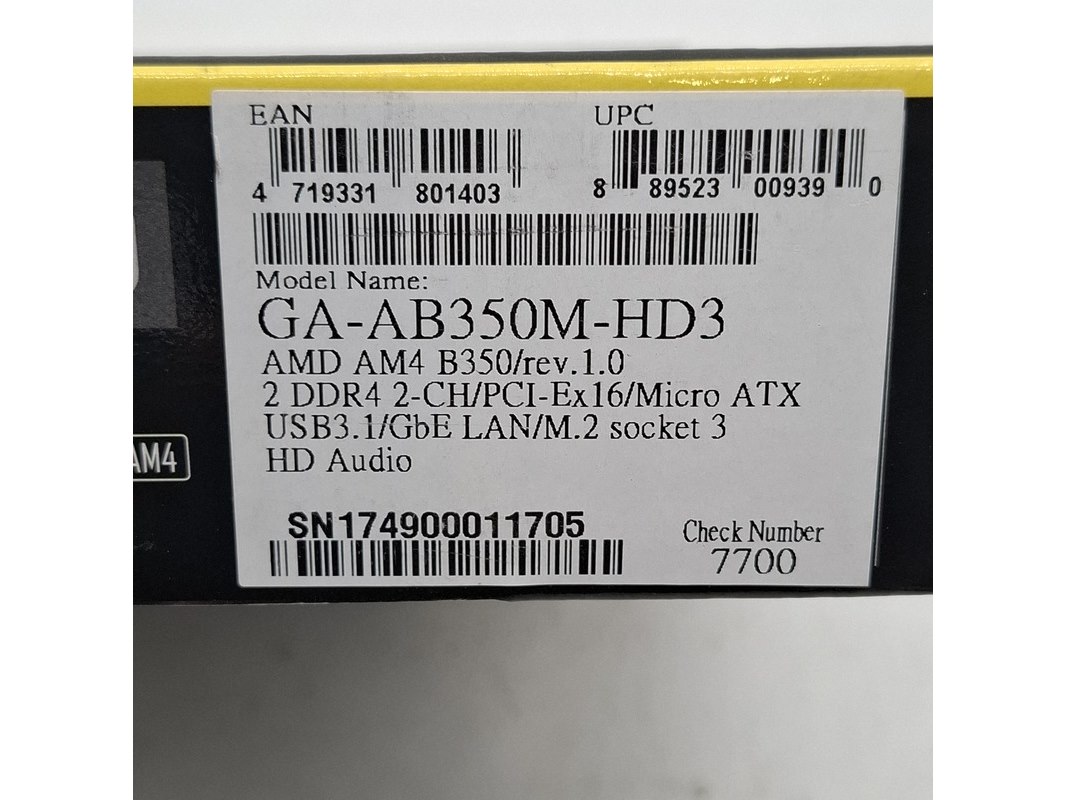 EAN
UPC
4 719331 801403
8 89523 00939 0
Model Name:
GA-AB350M-HD3
AMD AM4 B350/rev.1.0
2 DDR4 2-CH/PCI-Ex16/Micro ATX
USB3.1/GbE LAN/M.2 socket 3
HD Audio
AM4
SN174900011705
Check Number
7700